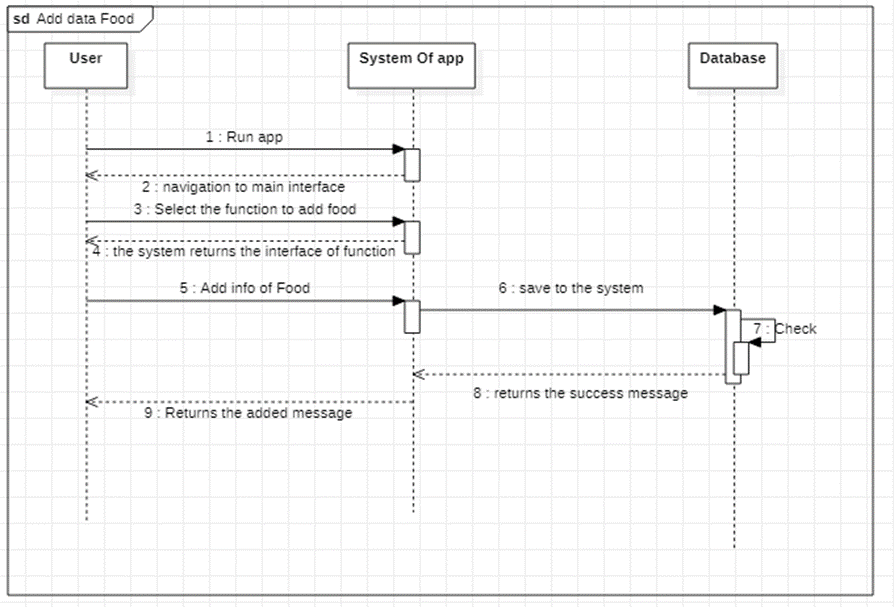 sd Add data Food
User
System Of app
Database
1 : Run app
2 : navigation to main interface
3 : Select the function to add food
4 : the system returns the interface of function
5 : Add info of Food
6 : save to the system
7 : Check
8 : returns the success message
9 : Returns the added message